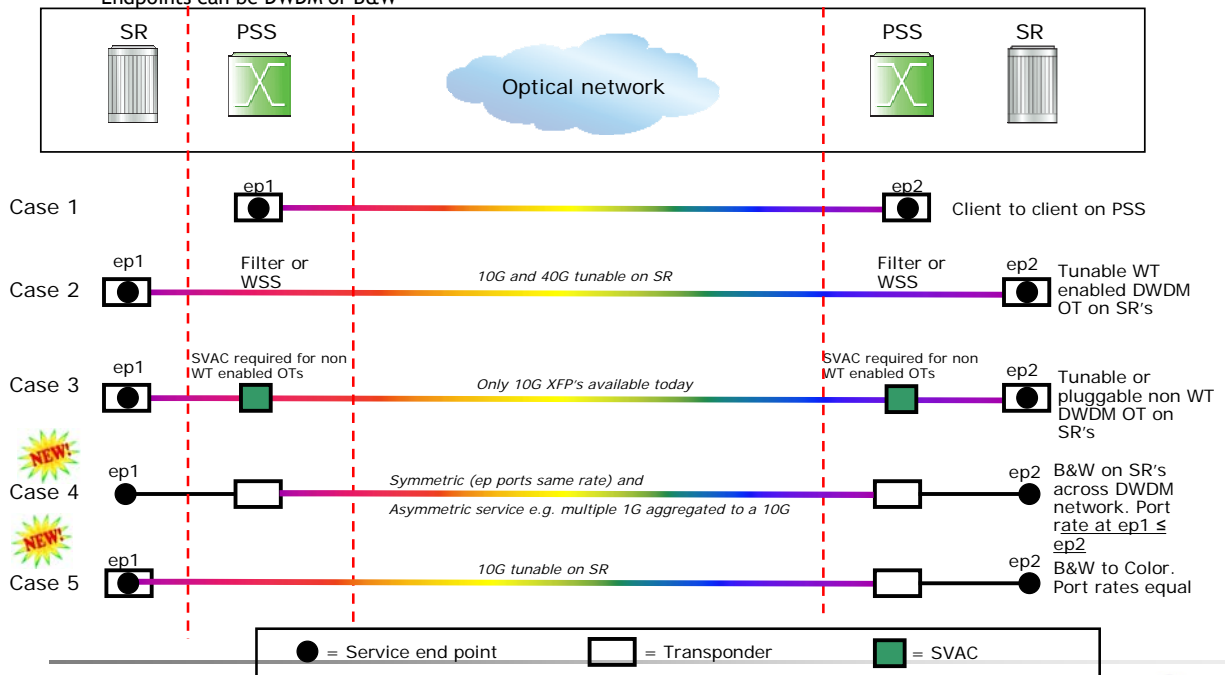 Endpoints can be DWDM or B&W
SR
PSS
Optical network
PSS
SR
Case 1
ep1
ep2
Client to client on PSS
Case 2
ep1
Filter or
WSS
10G and 40G tunable on SR
Filter or
WSS
ep2
Tunable WT
enabled DWDM
OT on SR's
Case 3
ep1
SVAC required for non
WT enabled OTs
Only 10G XFP's available today
SVAC required for non
WT enabled OTs
ep2
Tunable or
pluggable non WT
DWDM OT on
SR's
NEW!
Case 4
ep1
Symmetric (ep ports same rate) and
Asymmetric service e.g. multiple 1G aggregated to a 10G
ep2
B&W on SR's
across DWDM
network. Port
rate at ep1 ≤
ep2
NEW!
Case 5
ep1
10G tunable on SR
ep2
B&W to Color.
Port rates equal
= Service end point
= Transponder
= SVAC